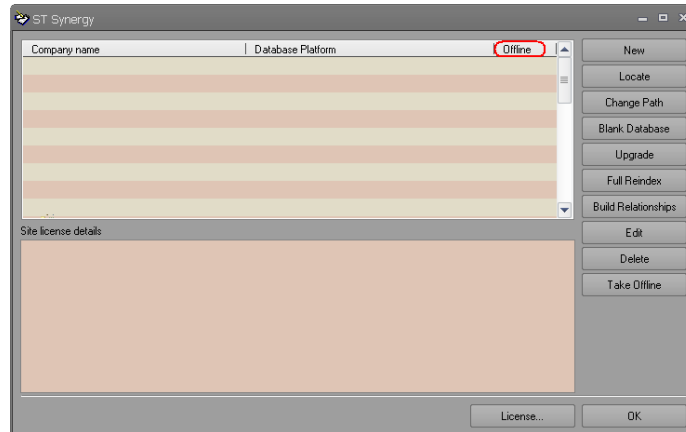 ST Synergy
Company name Database Platform Offline
New
Locate
Change Path
Blank Database
Upgrade
Full Reindex
Build Relationships
Site license details
Edit
Delete
Take Offline
License... OK